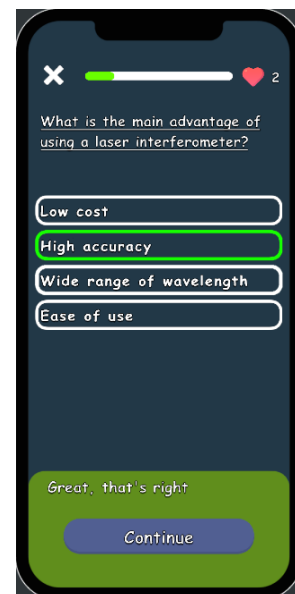 2
What is the main advantage of
using a laser interferometer?
Low cost
High accuracy
Wide range of wavelength
Ease of use
Great, that's right
Continue